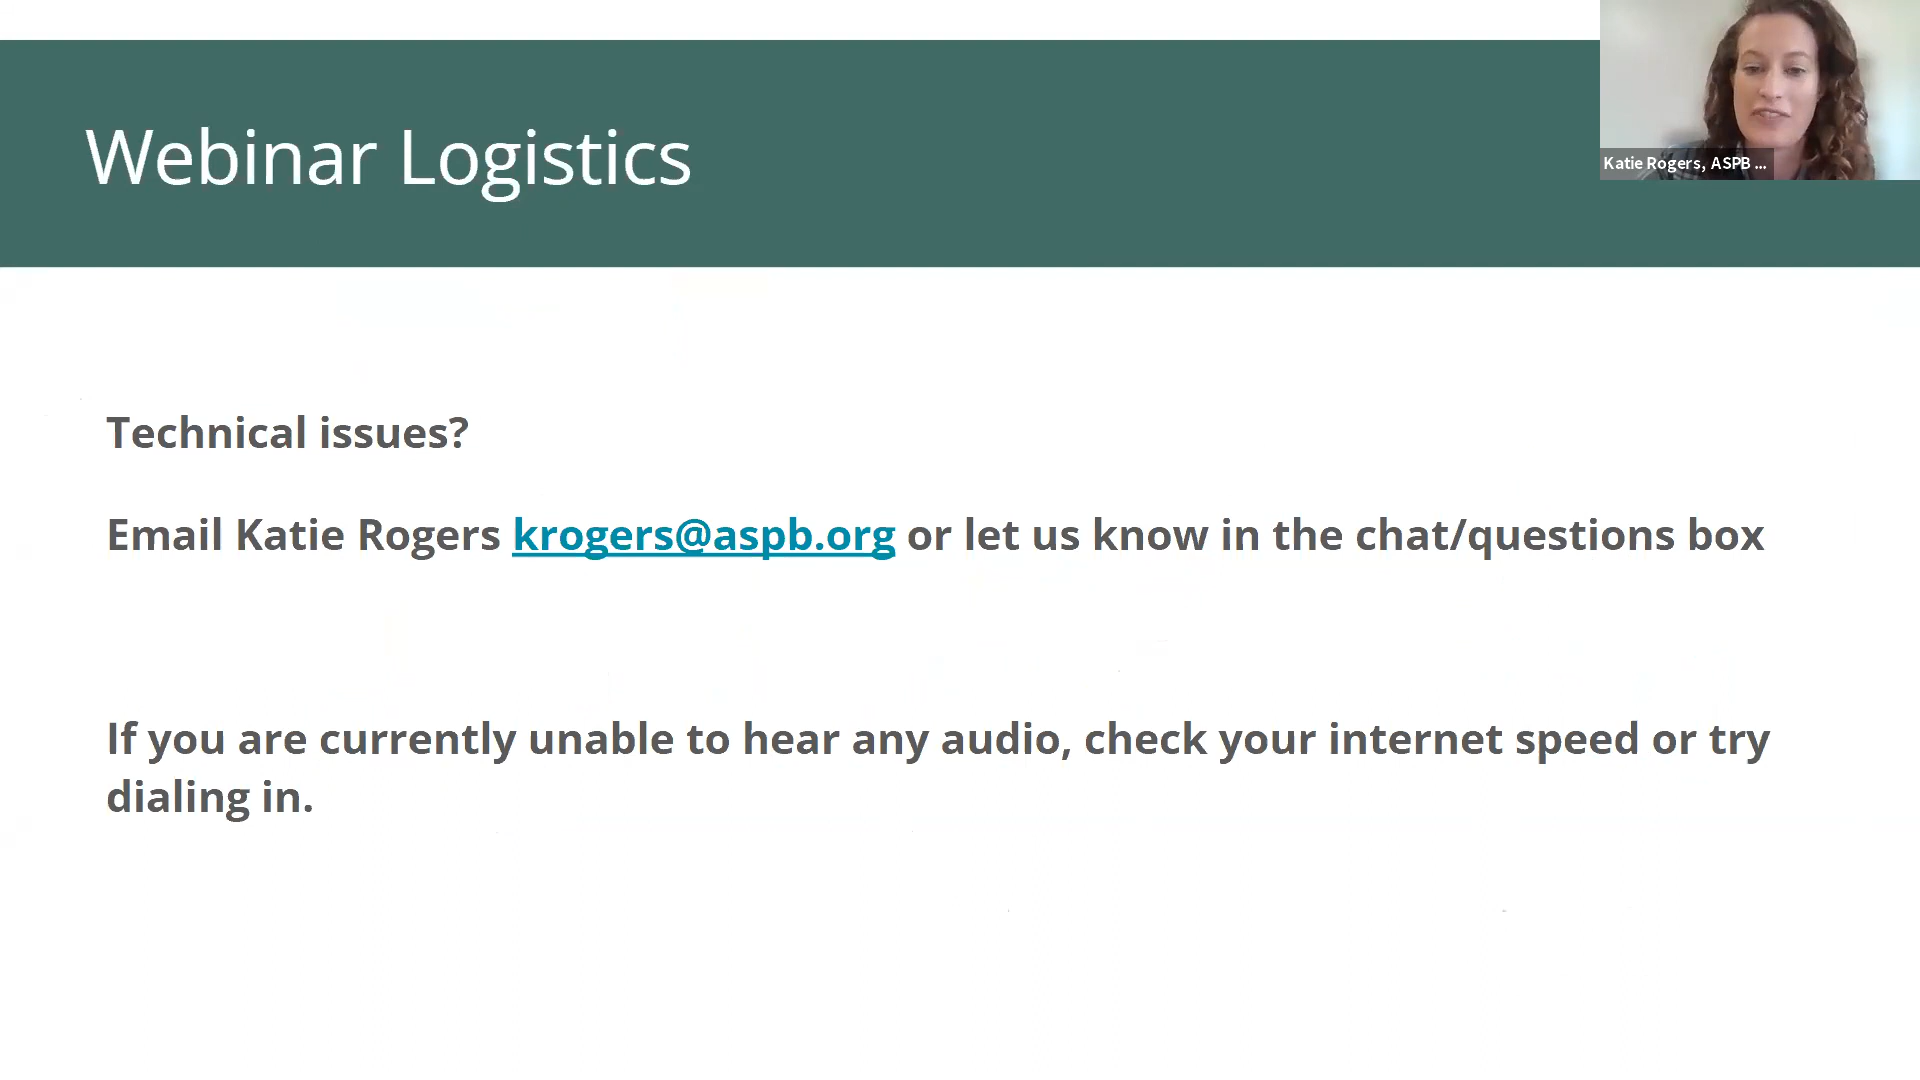 Webinar Logistics
Katie Rogers, ASPB ...
Technical issues?
Email Katie Rogers krogers@aspb.org or let us know in the chat/questions box
If you are currently unable to hear any audio, check your internet speed or try
dialing in.